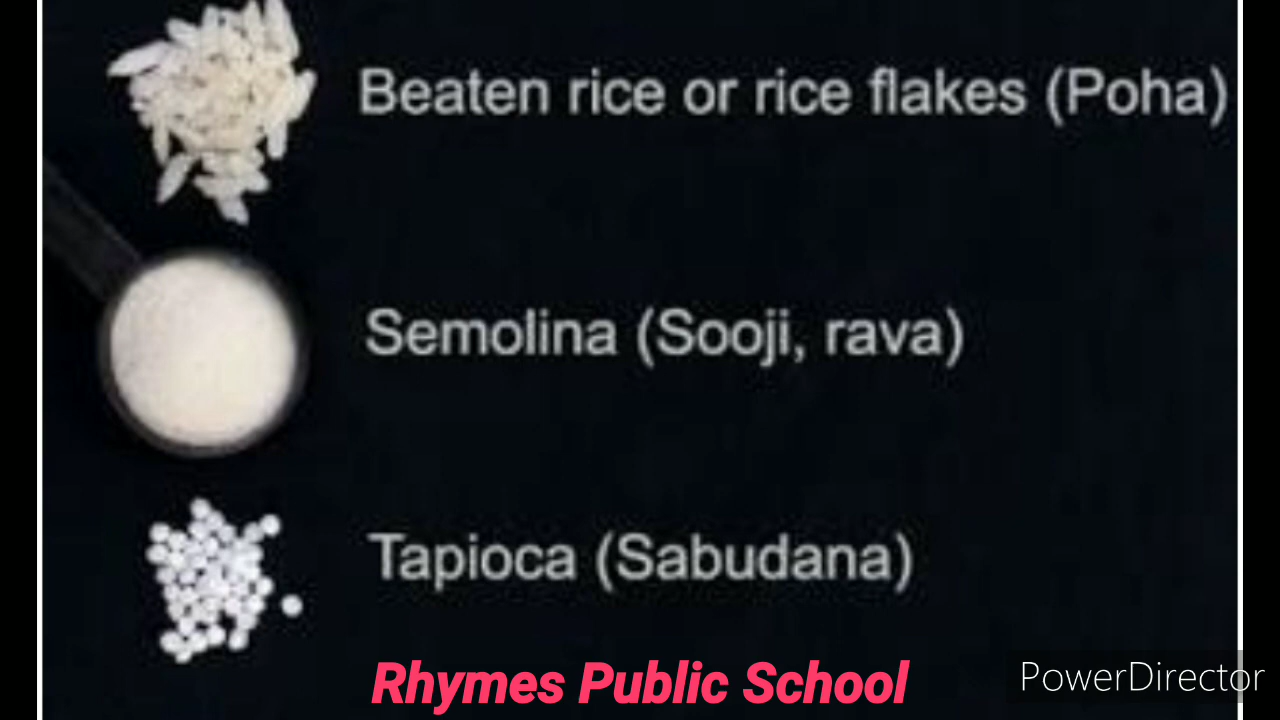 Beaten rice or rice flakes (Poha)
Semolina (Sooji, rava)
Tapioca (Sabudana)
Rhymes Public School
PowerDirector